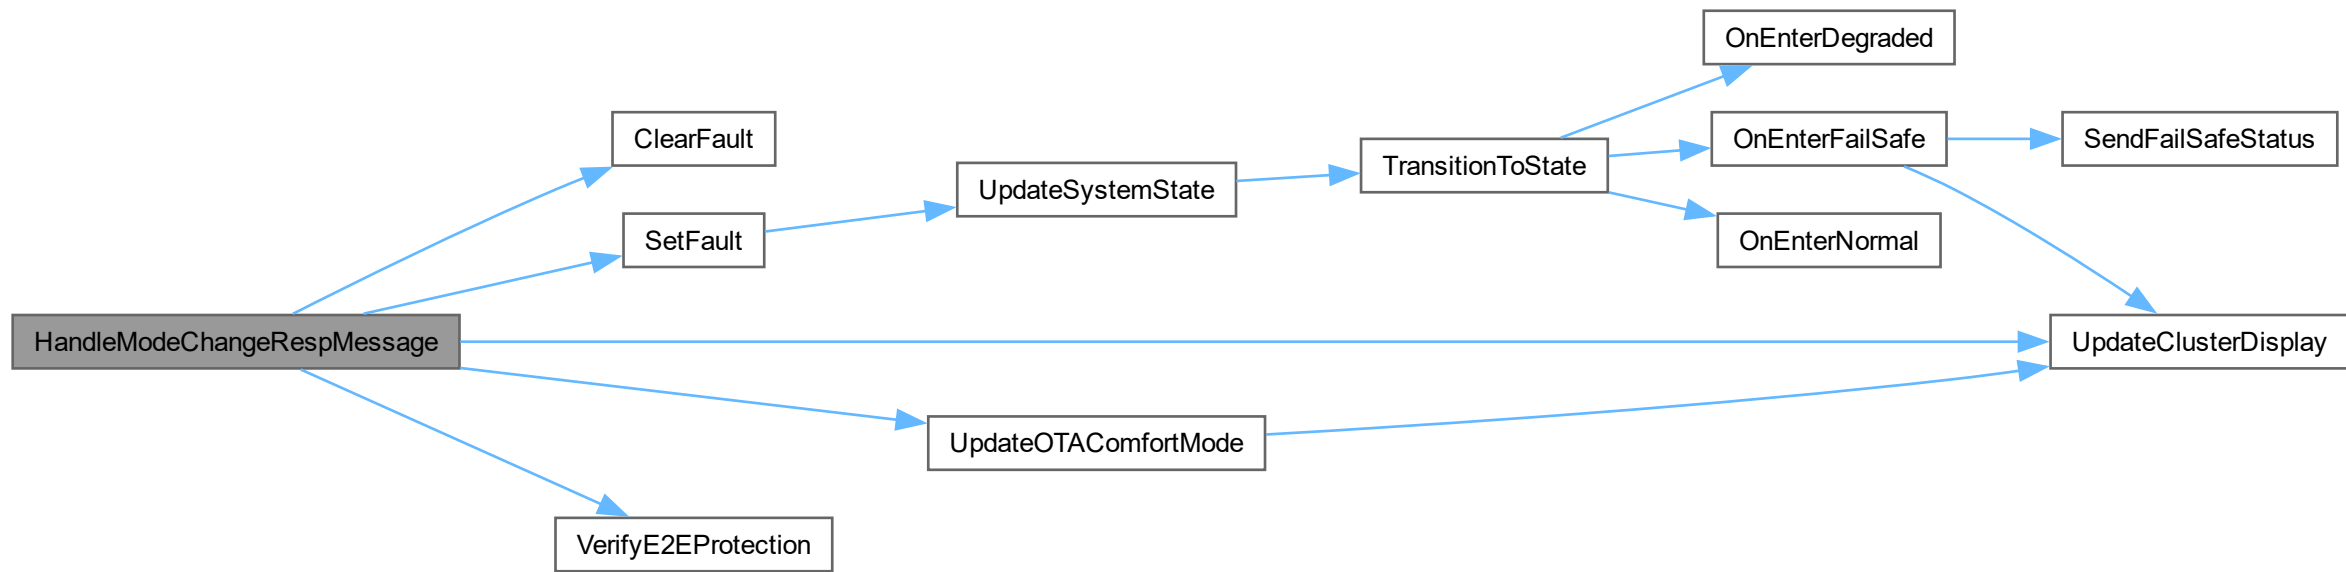 OnEnterDegraded
ClearFault
OnEnterFailSafe
SendFailSafeStatus
TransitionToState
UpdateSystemState
SetFault
OnEnterNormal
HandleModeChangeRespMessage
UpdateClusterDisplay
UpdateOTAComfortMode
VerifyE2EProtection